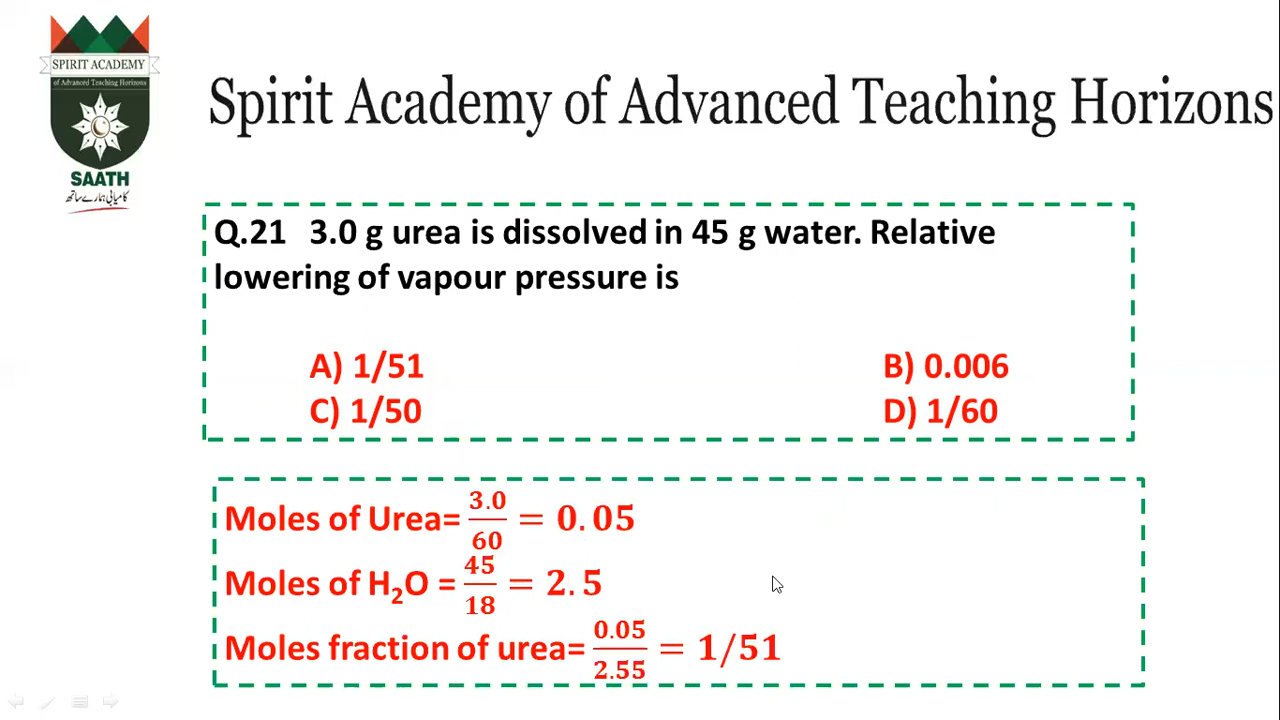 SPIRIT ACADEMY
of Advanced Teaching Horizons
SAATH
کامیابی ہمارے ساتھ
Spirit Academy of Advanced Teaching Horizons
Q.21 3.0 g urea is dissolved in 45 g water. Relative
lowering of vapour pressure is
A) 1/51 B) 0.006
C) 1/50 D) 1/60
Moles of Urea= 3.0/60 = 0.05
Moles of H₂O = 45/18 = 2.5
Moles fraction of urea= 0.05/2.55 = 1/51